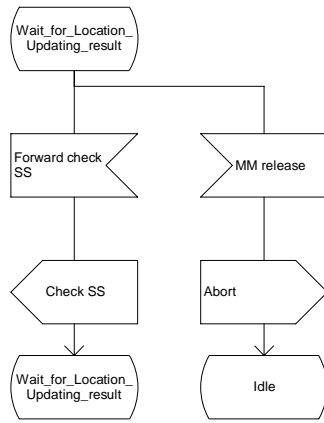 Wait_for_Location_
Updating_result
Forward check
SS
MM release
Check SS
Abort
Wait_for_Location_
Updating_result
Idle